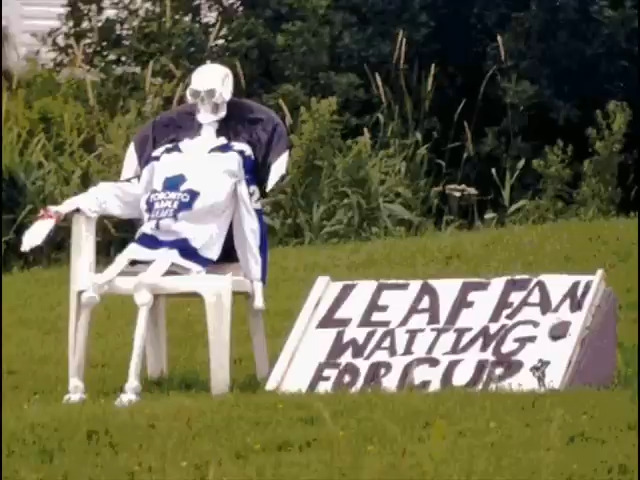 TORONTO
MAPLE
LEAFS
LEAF FAN
WAITING
FOR CUP